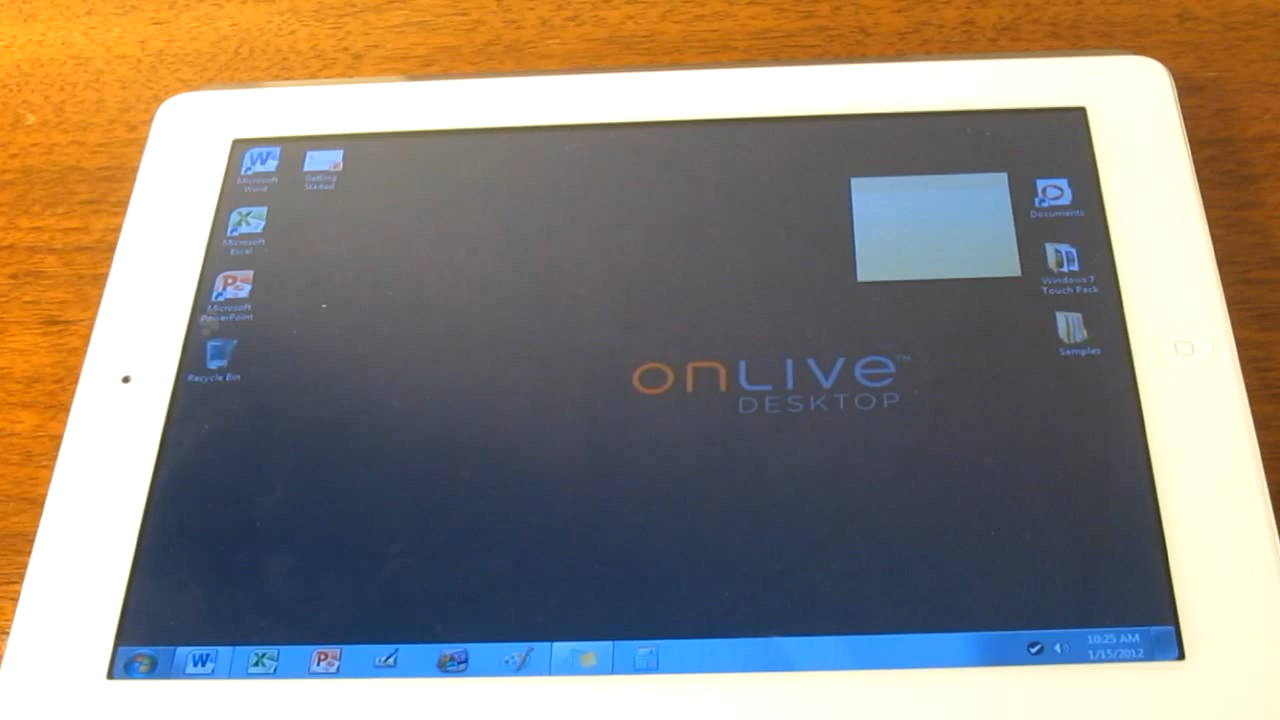 Microsoft
Word
Getting
Started
Microsoft
Excel
Microsoft
PowerPoint
Recycle Bin
Documents
Windows 7
Touch Pack
Samples
onLIVE™
DESKTOP
10:25 AM
1/15/2012